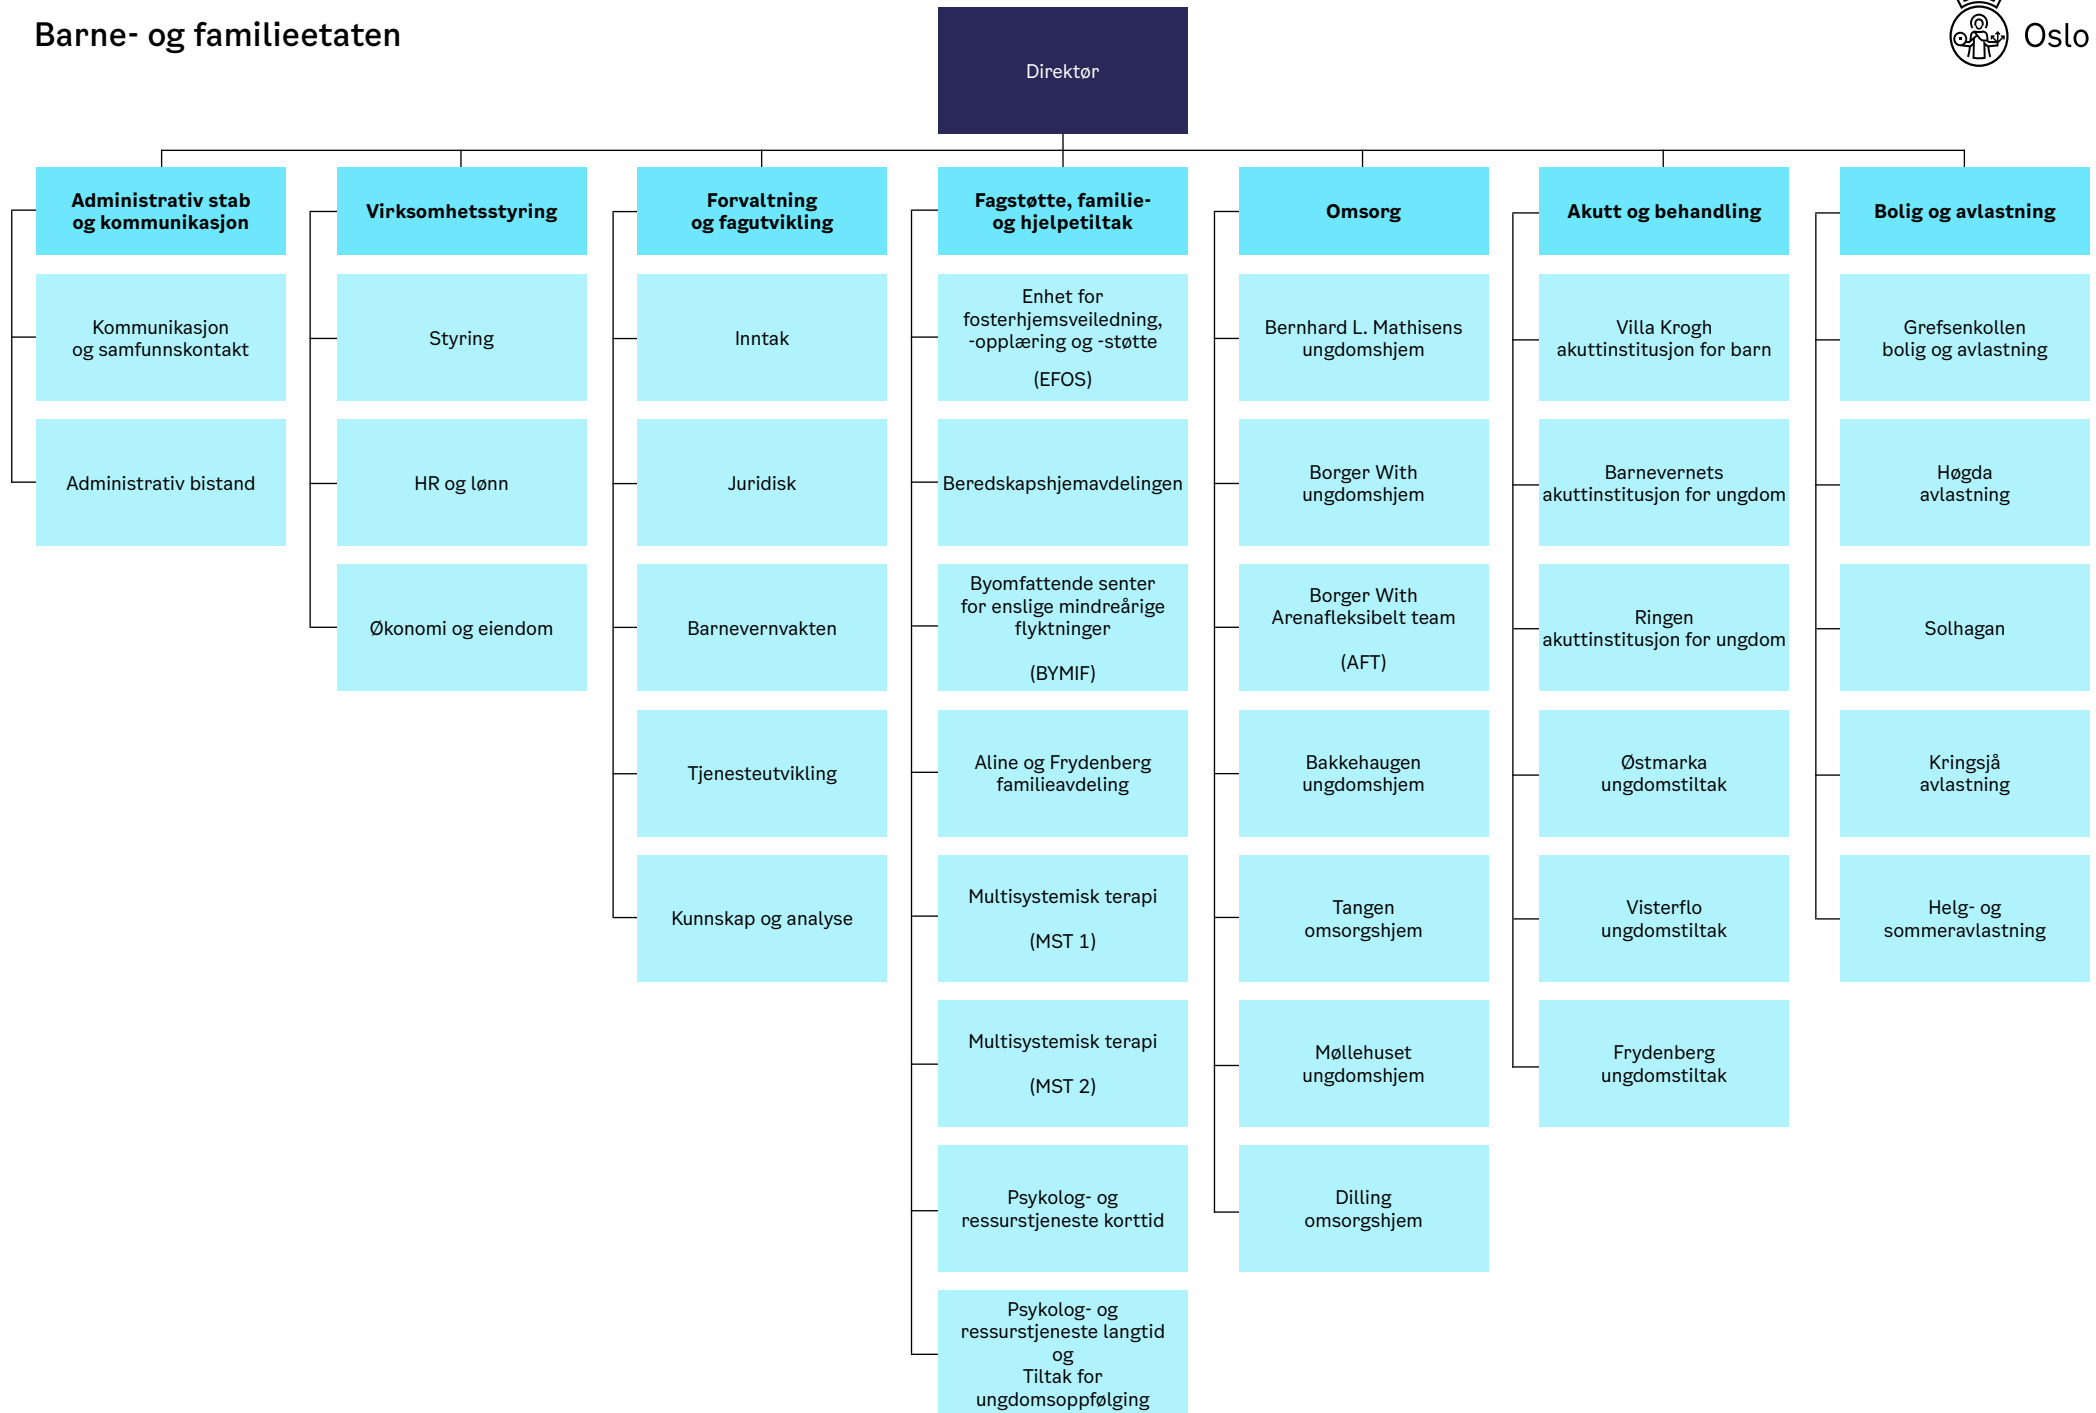 Barne- og familieetaten
Oslo
Direktør
Administrativ stab
og kommunikasjon
Kommunikasjon
og samfunnskontakt
Administrativ bistand
Virksomhetsstyring
Styring
HR og lønn
Økonomi og eiendom
Forvaltning
og fagutvikling
Inntak
Juridisk
Barnevernvakten
Tjenesteutvikling
Kunnskap og analyse
Fagstøtte, familie-
og hjelpetiltak
Enhet for
fosterhjemsveiledning,
-opplæring og -støtte
(EFOS)
Beredskapshjemavdelingen
Byomfattende senter
for enslige mindreårige
flyktninger
(BYMIF)
Aline og Frydenberg
familieavdeling
Multisystemisk terapi
(MST 1)
Multisystemisk terapi
(MST 2)
Psykolog- og
ressurstjeneste korttid
Psykolog- og
ressurstjeneste langtid
og
Tiltak for
ungdomsoppfølging
Omsorg
Bernhard L. Mathisens
ungdomshjem
Borger With
ungdomshjem
Borger With
Arenafleksibelt team
(AFT)
Bakkehaugen
ungdomshjem
Tangen
omsorgshjem
Møllehuset
ungdomshjem
Dilling
omsorgshjem
Akutt og behandling
Villa Krogh
akuttinstitusjon for barn
Barnevernets
akuttinstitusjon for ungdom
Ringen
akuttinstitusjon for ungdom
Østmarka
ungdomstiltak
Visterflo
ungdomstiltak
Frydenberg
ungdomstiltak
Bolig og avlastning
Grefsenkollen
bolig og avlastning
Høgda
avlastning
Solhagan
Kringsjå
avlastning
Helg- og
sommeravlastning